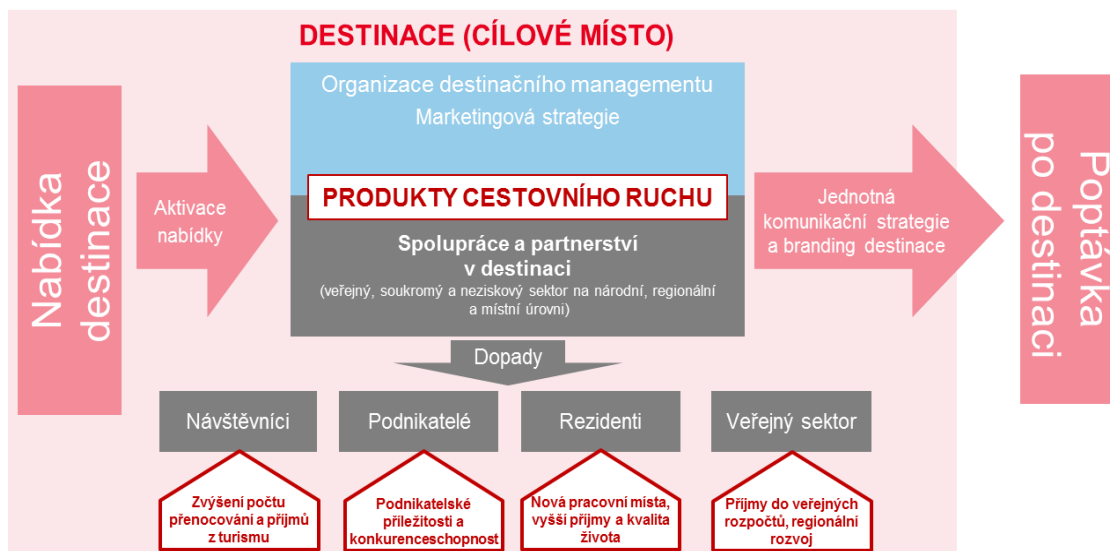 DESTINACE (CÍLOVÉ MÍSTO)
Nabídka
destinace
Aktivace
nabídky
Organizace destinačního managementu
Marketingová strategie
PRODUKTY CESTOVNÍHO RUCHU
Spolupráce a partnerství
v destinaci
(veřejný, soukromý a neziskový sektor na národní, regionální
a místní úrovni)
Jednotná
komunikační strategie
a branding destinace
Poptávka
po destinaci
Dopady
Návštěvníci
Podnikatelé
Rezidenti
Veřejný sektor
Zvýšení počtu
přenocování a příjmů
z turismu
Podnikatelské
příležitosti a
konkurenceschopnost
Nová pracovní místa,
vyšší příjmy a kvalita
života
Příjmy do veřejných
rozpočtů, regionální
rozvoj